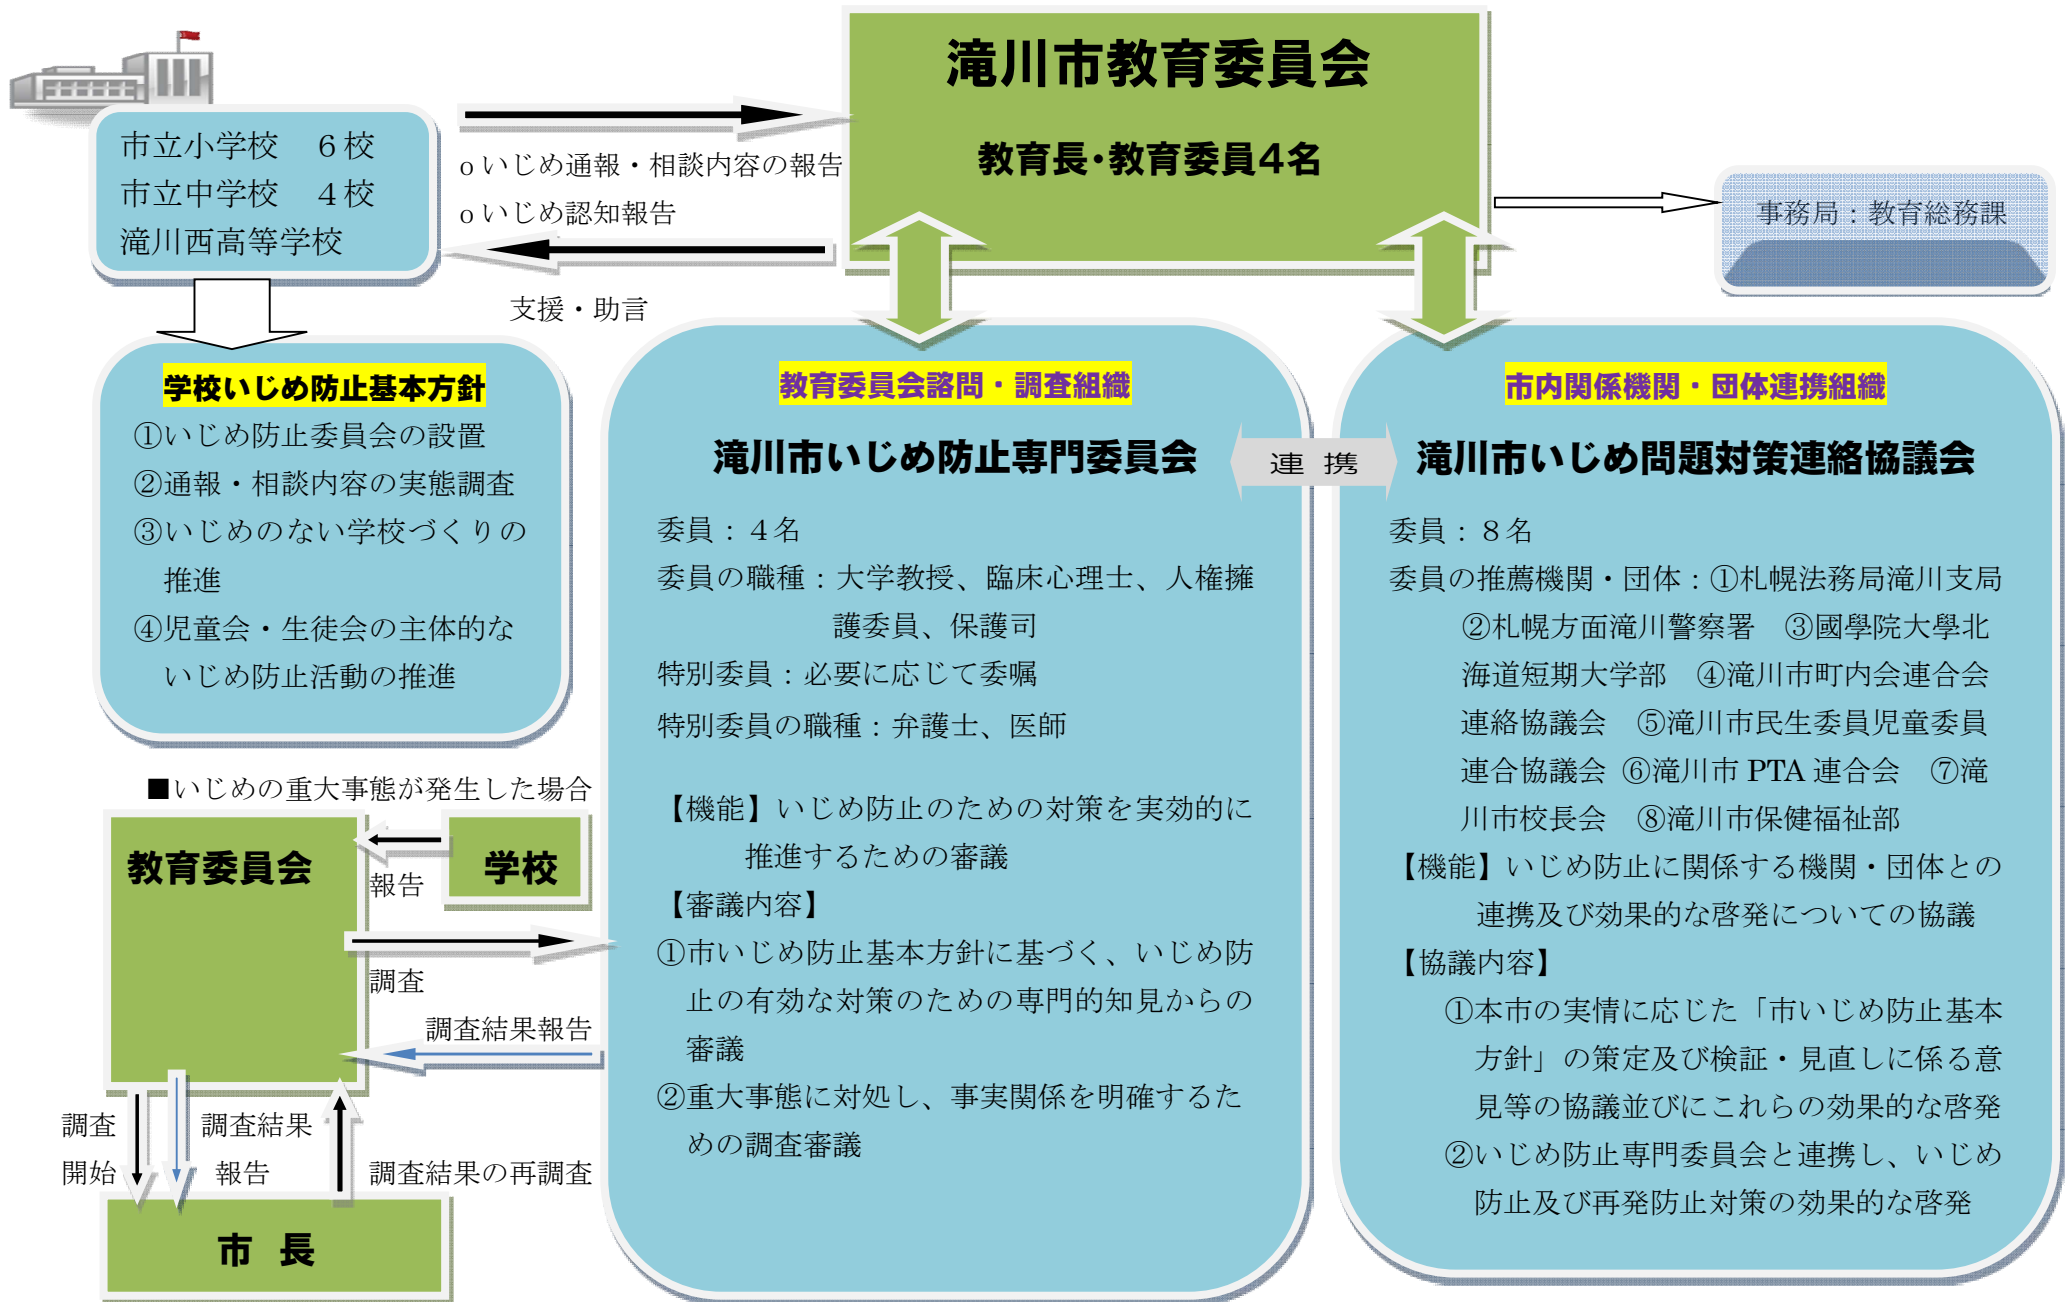 滝川市教育委員会
教育長・教育委員4名
市立小学校　６校
市立中学校　４校
滝川西高等学校
oいじめ通報・相談内容の報告
oいじめ認知報告
支援・助言
事務局：教育総務課
学校いじめ防止基本方針
①いじめ防止委員会の設置
②通報・相談内容の実態調査
③いじめのない学校づくりの
推進
④児童会・生徒会の主体的な
いじめ防止活動の推進
教育委員会諮問・調査組織
滝川市いじめ防止専門委員会
委員：４名
委員の職種：大学教授、臨床心理士、人権擁
護委員、保護司
特別委員：必要に応じて委嘱
特別委員の職種：弁護士、医師
【機能】いじめ防止のための対策を実効的に
推進するための審議
【審議内容】
①市いじめ防止基本方針に基づく、いじめ防
止の有効な対策のための専門的知見からの
審議
②重大事態に対処し、事実関係を明確するた
めの調査審議
連 携
市内関係機関・団体連携組織
滝川市いじめ問題対策連絡協議会
委員：８名
委員の推薦機関・団体：①札幌法務局滝川支局
②札幌方面滝川警察署　③國學院大學北
海道短期大学部　④滝川市町内会連合会
連絡協議会　⑤滝川市民生委員児童委員
連合協議会 ⑥滝川市 PTA 連合会　⑦滝
川市校長会　⑧滝川市保健福祉部
【機能】いじめ防止に関係する機関・団体との
連携及び効果的な啓発についての協議
【協議内容】
①本市の実情に応じた「市いじめ防止基本
方針」の策定及び検証・見直しに係る意
見等の協議並びにこれらの効果的な啓発
②いじめ防止専門委員会と連携し、いじめ
防止及び再発防止対策の効果的な啓発
■いじめの重大事態が発生した場合
教育委員会
学校
報告
調査
調査結果報告
調査
開始
調査結果
報告
調査結果の再調査
市 長